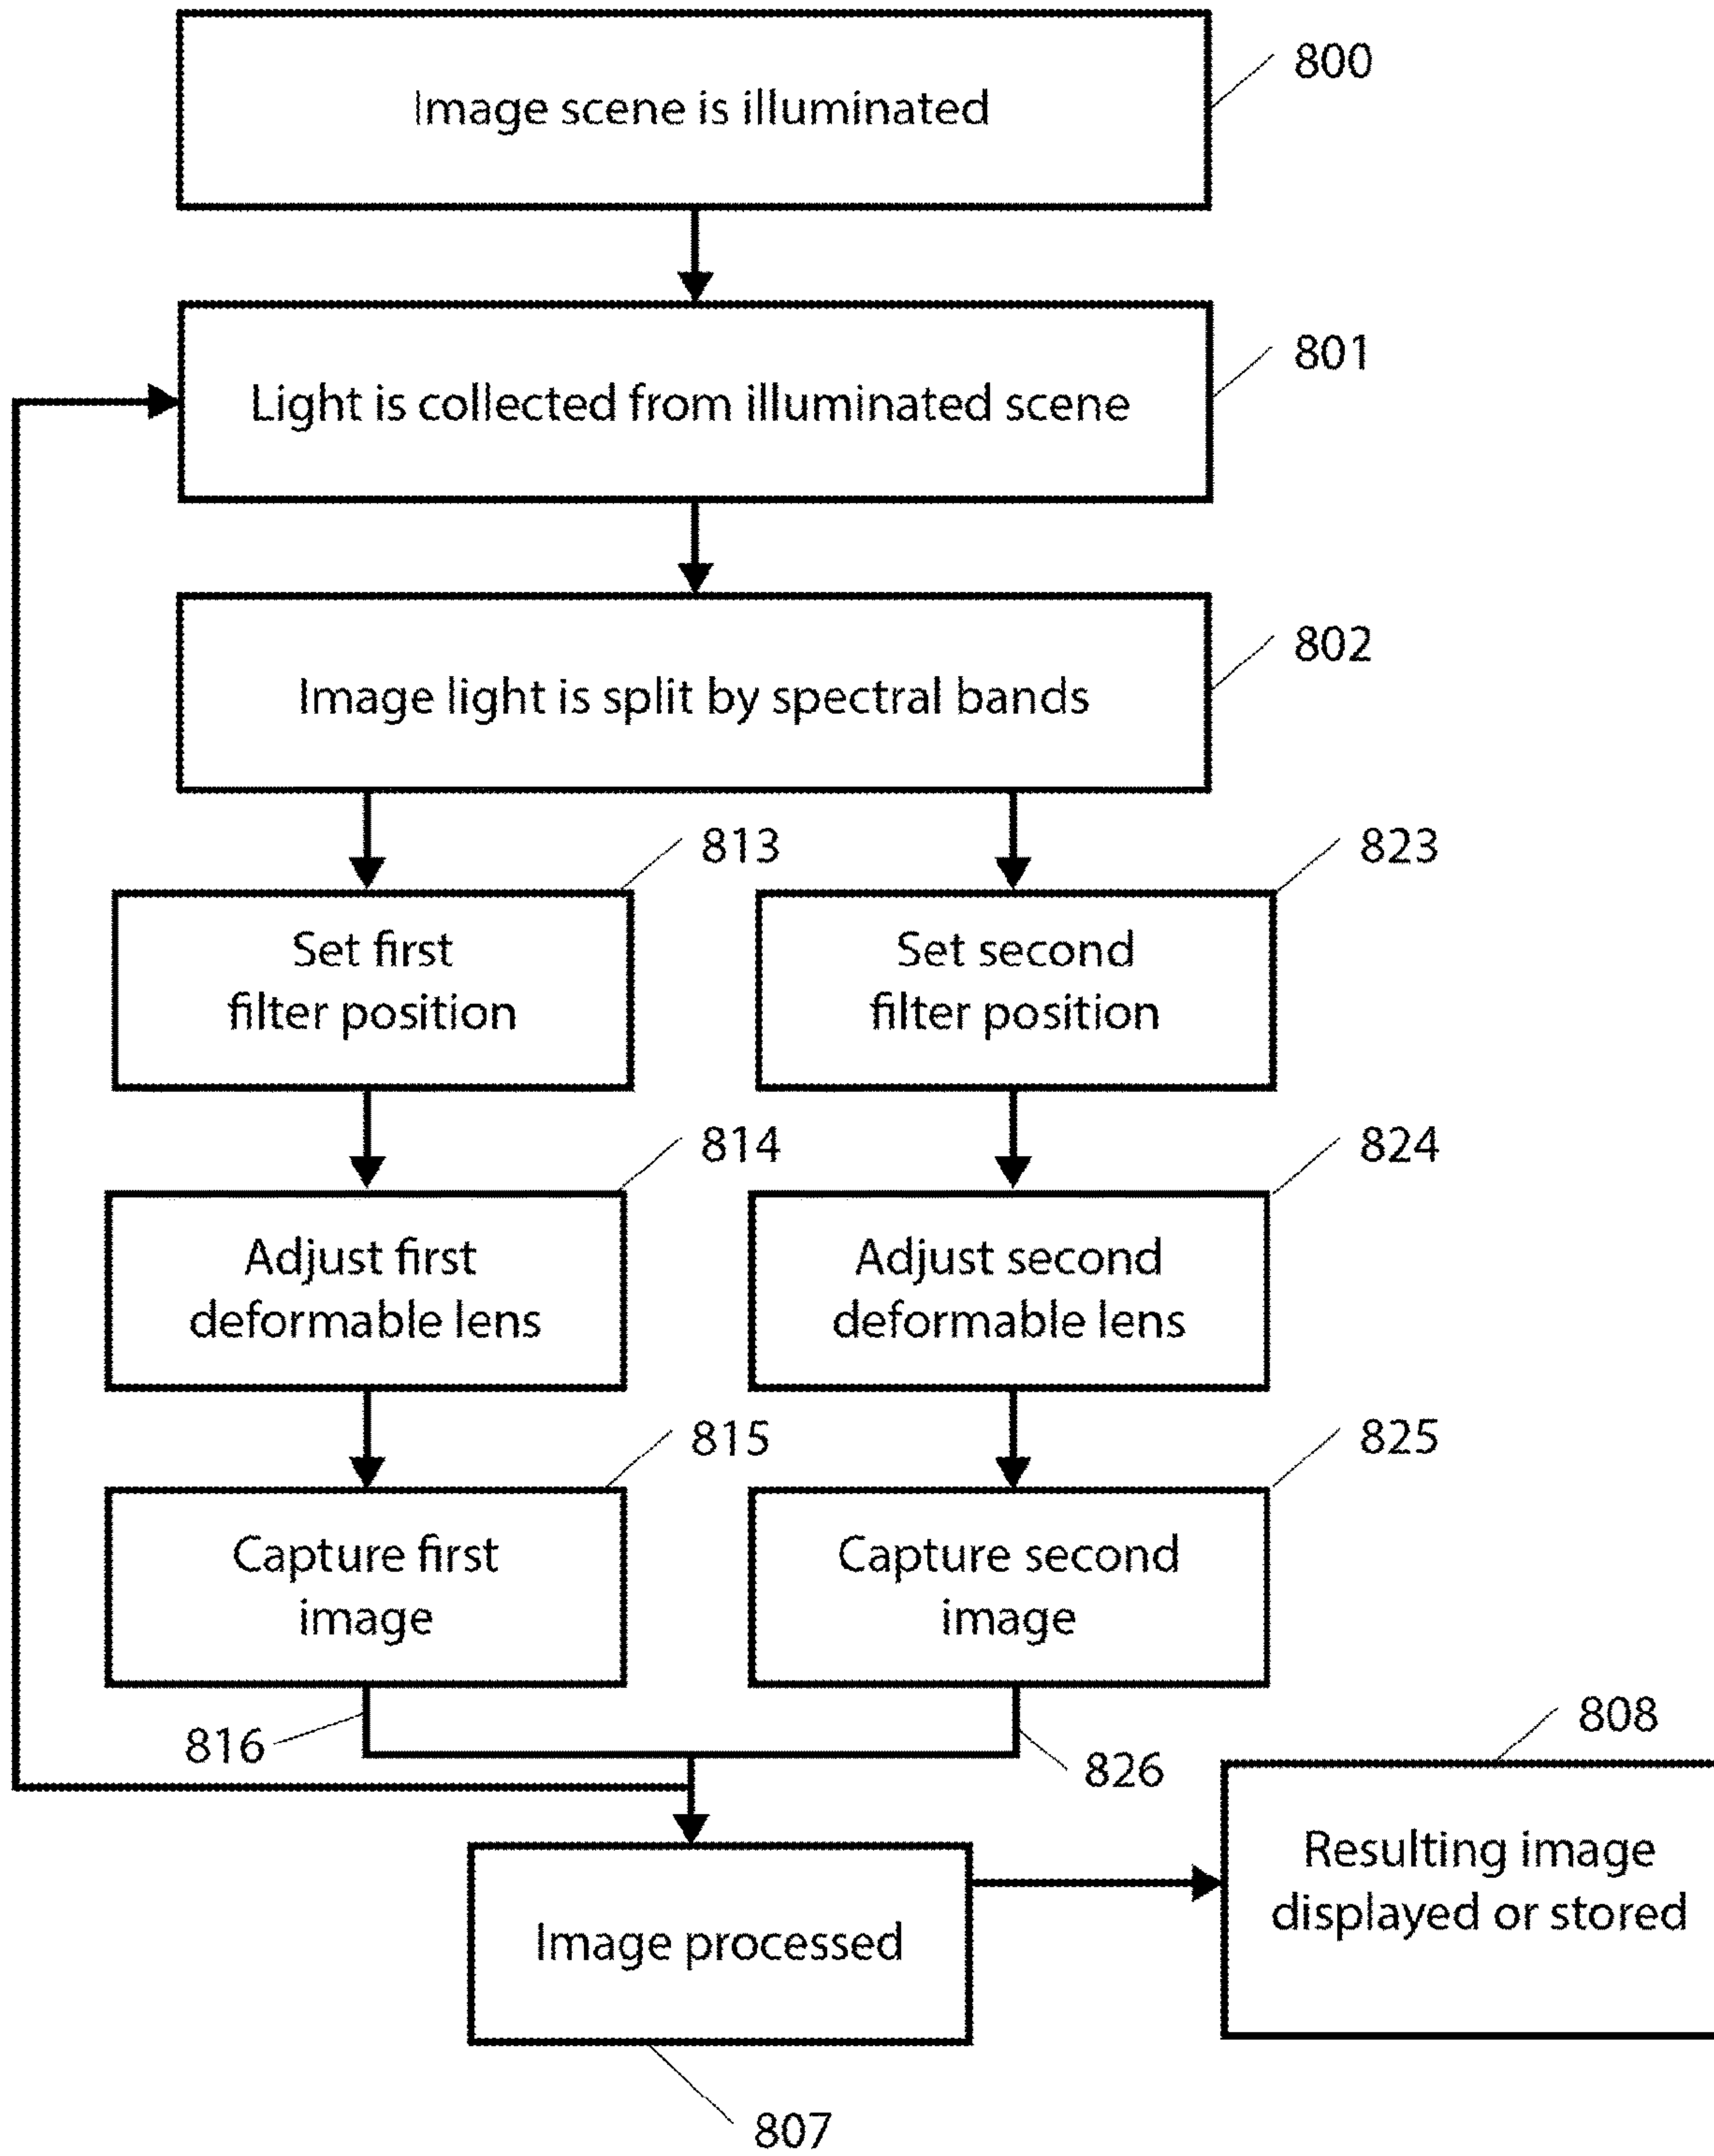 Image scene is illuminated
800
Light is collected from illuminated scene
801
Image light is split by spectral bands
802
813
823
Set first
filter position
Set second
filter position
814
824
Adjust first
deformable lens
Adjust second
deformable lens
815
825
Capture first
image
Capture second
image
816
826
808
Resulting image
displayed or stored
Image processed
807